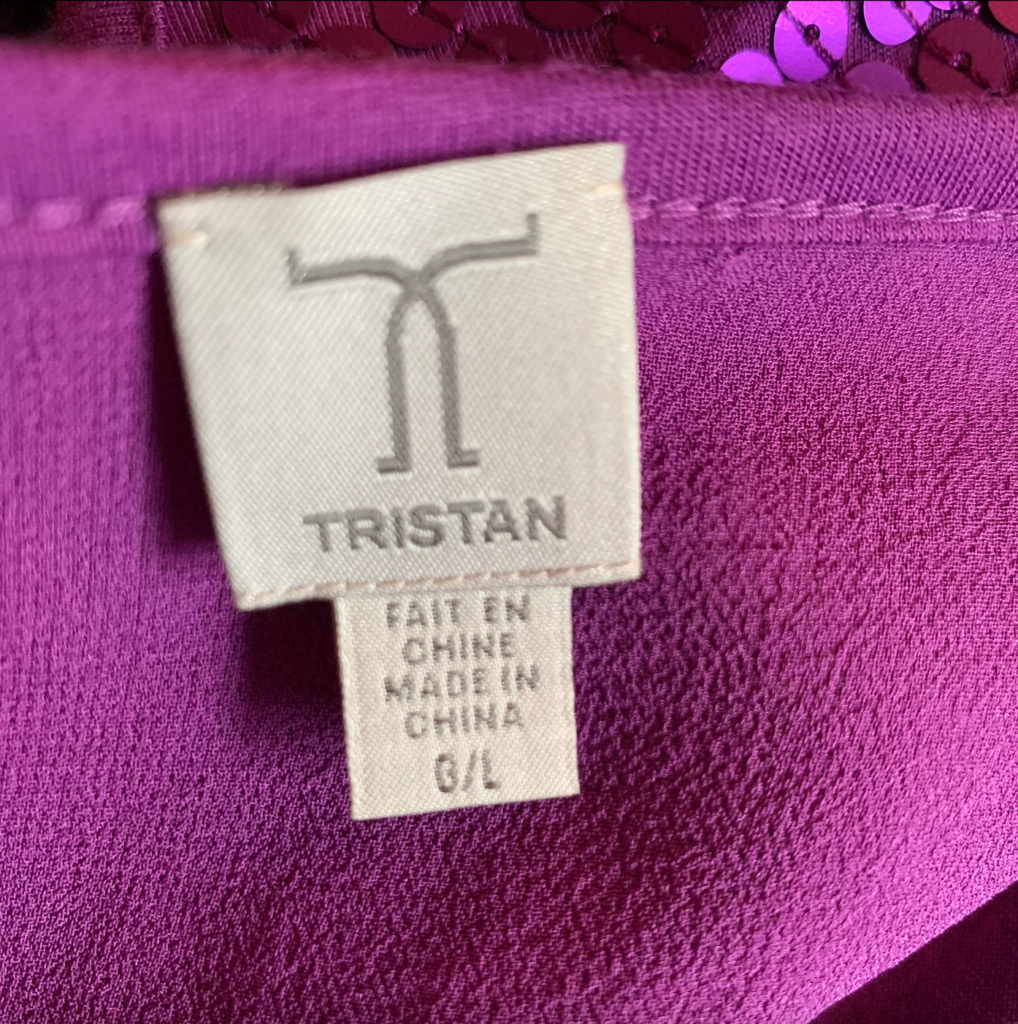 TRISTAN
FAIT EN
CHINE
MADE IN
CHINA
G/L